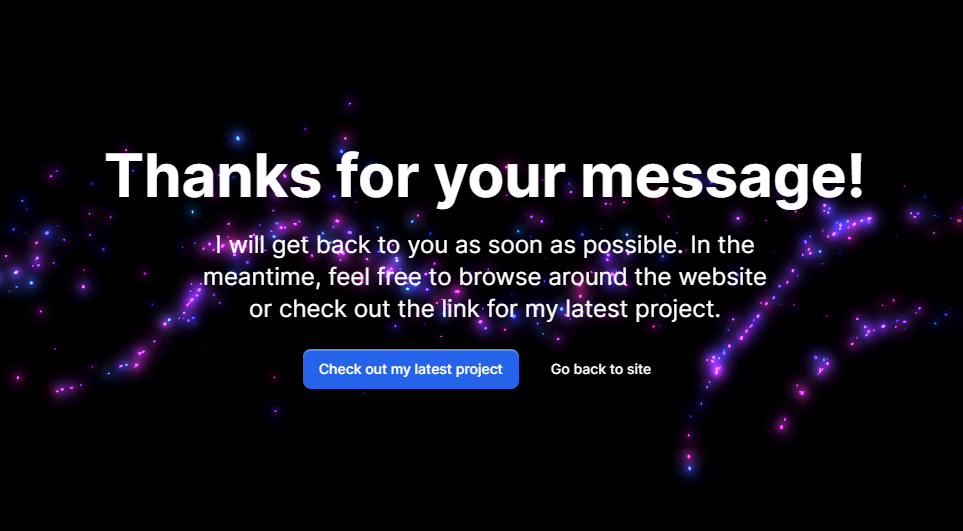 Thanks for your message!
I will get back to you as soon as possible. In the
meantime, feel free to browse around the website
or check out the link for my latest project.
Check out my latest project
Go back to site